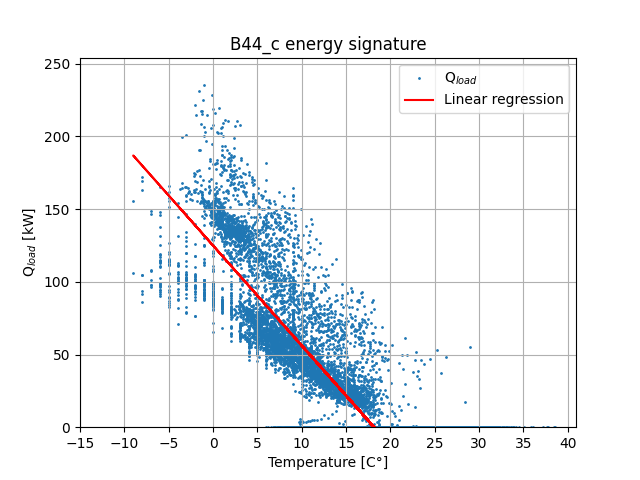 B44_c energy signature
Q_load
Linear regression
Q_load [kW]
250
200
150
100
50
0
−15 −10 −5 0 5 10 15 20 25 30 35 40
Temperature [C°]